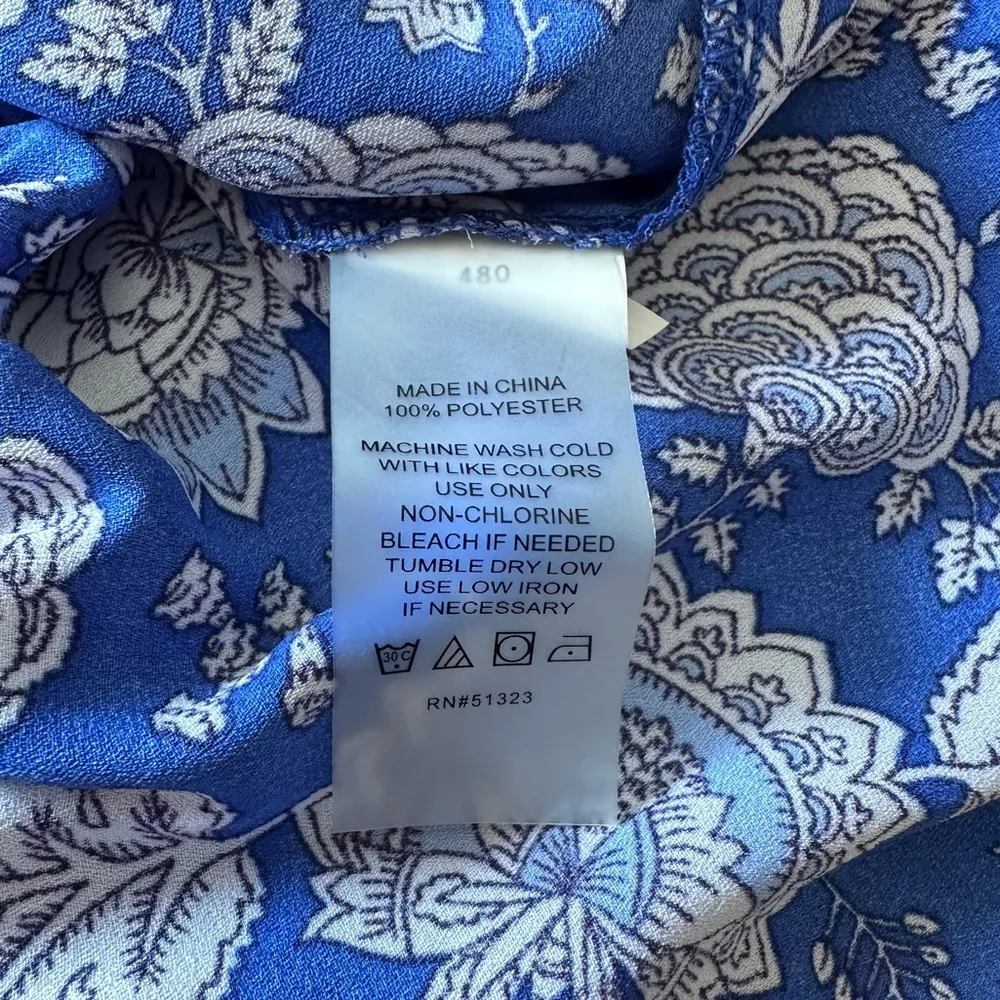 480
MADE IN CHINA
100% POLYESTER
MACHINE WASH COLD
WITH LIKE COLORS
USE ONLY
NON-CHLORINE
BLEACH IF NEEDED
TUMBLE DRY LOW
USE LOW IRON
IF NECESSARY
30C
RN#51323